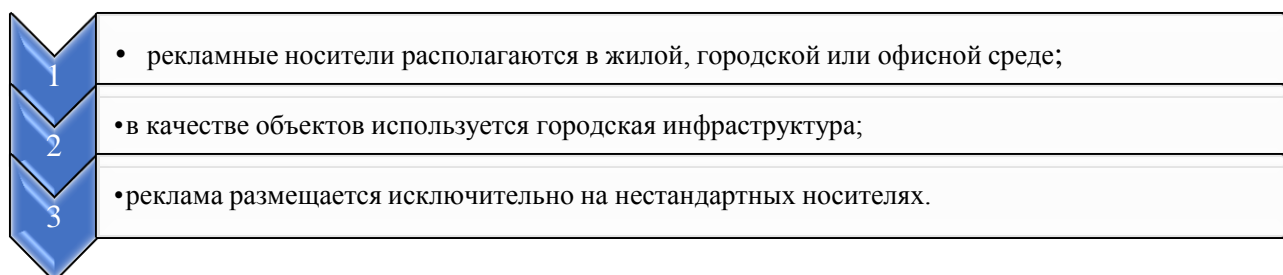 1
• рекламные носители располагаются в жилой, городской или офисной среде;
2
•в качестве объектов используется городская инфраструктура;
3
•реклама размещается исключительно на нестандартных носителях.